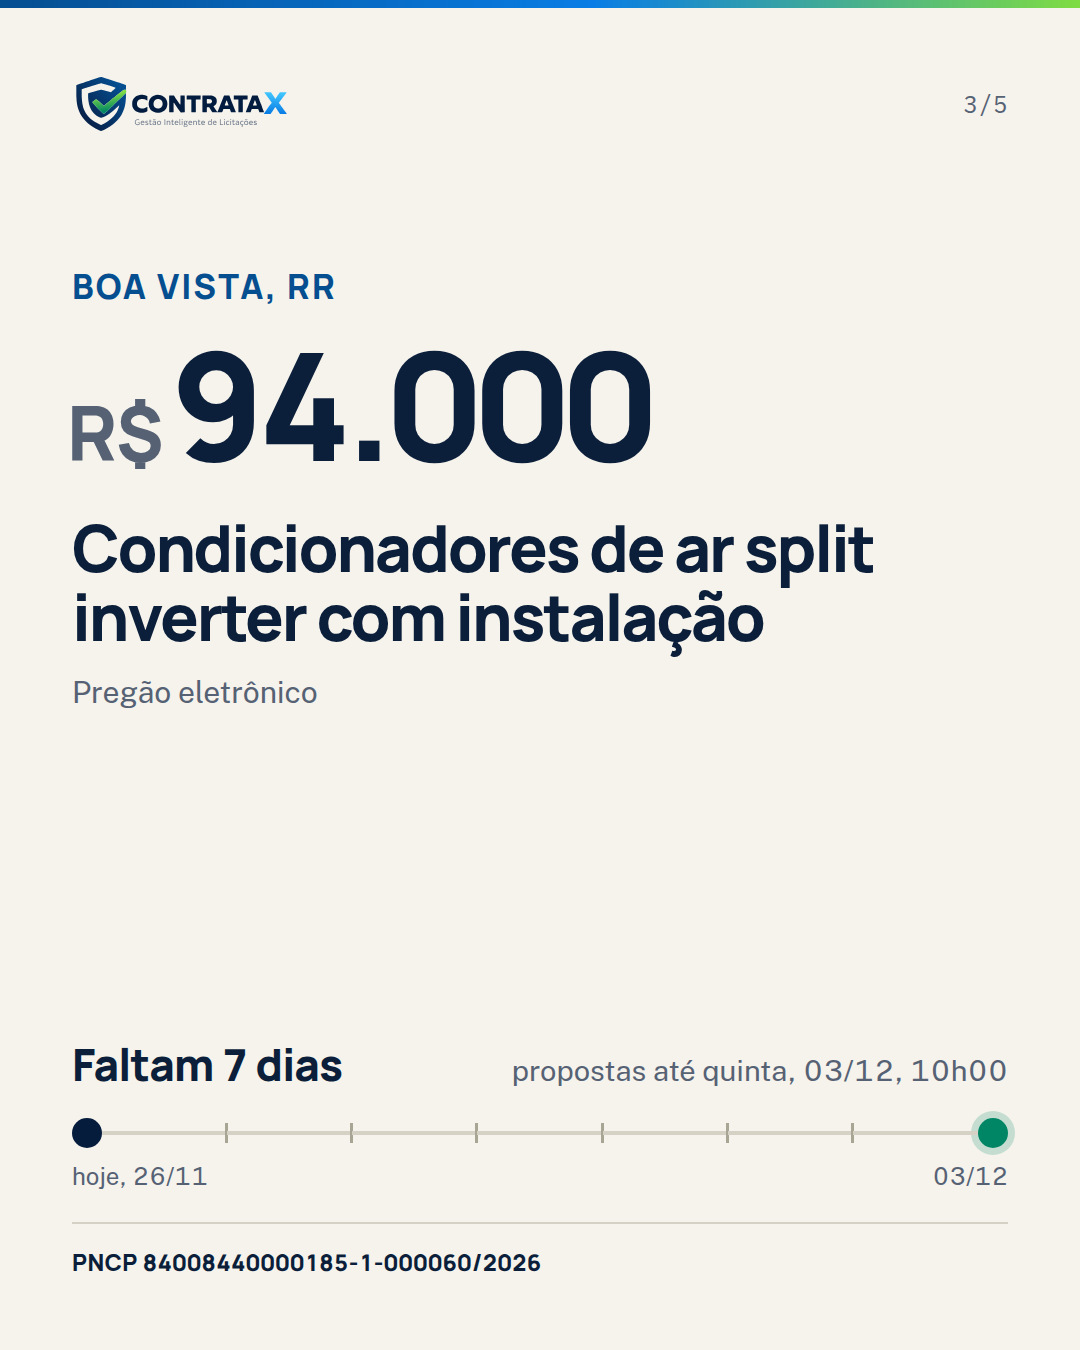 CONTRATAX
Gestão Inteligente de Licitações
3/5
BOA VISTA, RR
R$ 94.000
Condicionadores de ar split
inverter com instalação
Pregão eletrônico
Faltam 7 dias
propostas até quinta, 03/12, 10h00
hoje, 26/11
03/12
PNCP 84008440000185-1-000060/2026